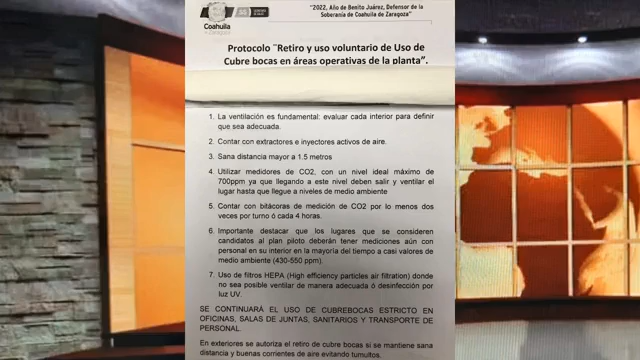 Coahuila
de Zaragoza
SS
"2022, Año de Benito Juárez, Defensor de la
Soberanía de Coahuila de Zaragoza"
Protocolo ¨Retiro y uso voluntario de Uso de
Cubre bocas en áreas operativas de la planta".
1. La ventilación es fundamental: evaluar cada interior para definir
que sea adecuada.
2. Contar con extractores e inyectores activos de aire.
3. Sana distancia mayor a 1.5 metros
4. Utilizar medidores de CO2, con un nivel ideal máximo de
700ppm ya que llegando a este nivel deben salir y ventilar el
lugar hasta que llegue a niveles de medio ambiente
5. Contar con bitácoras de medición de CO2 por lo menos dos
veces por turno ó cada 4 horas.
6. Importante destacar que los lugares que se consideren
candidatos al plan piloto deberán tener mediciones aún con
personal en su interior en la mayoría del tiempo a casi valores de
medio ambiente (430-550 ppm).
7. Uso de filtros HEPA (High efficiency particles air filtration) donde
no sea posible ventilar de manera adecuada ó desinfección por
luz UV.
SE CONTINUARÁ EL USO DE CUBREBOCAS ESTRICTO EN
OFICINAS, SALAS DE JUNTAS, SANITARIOS Y TRANSPORTE DE
PERSONAL.
En exteriores se autoriza el retiro de cubre bocas si se mantiene sana
distancia y buenas corrientes de aire evitando tumultos.